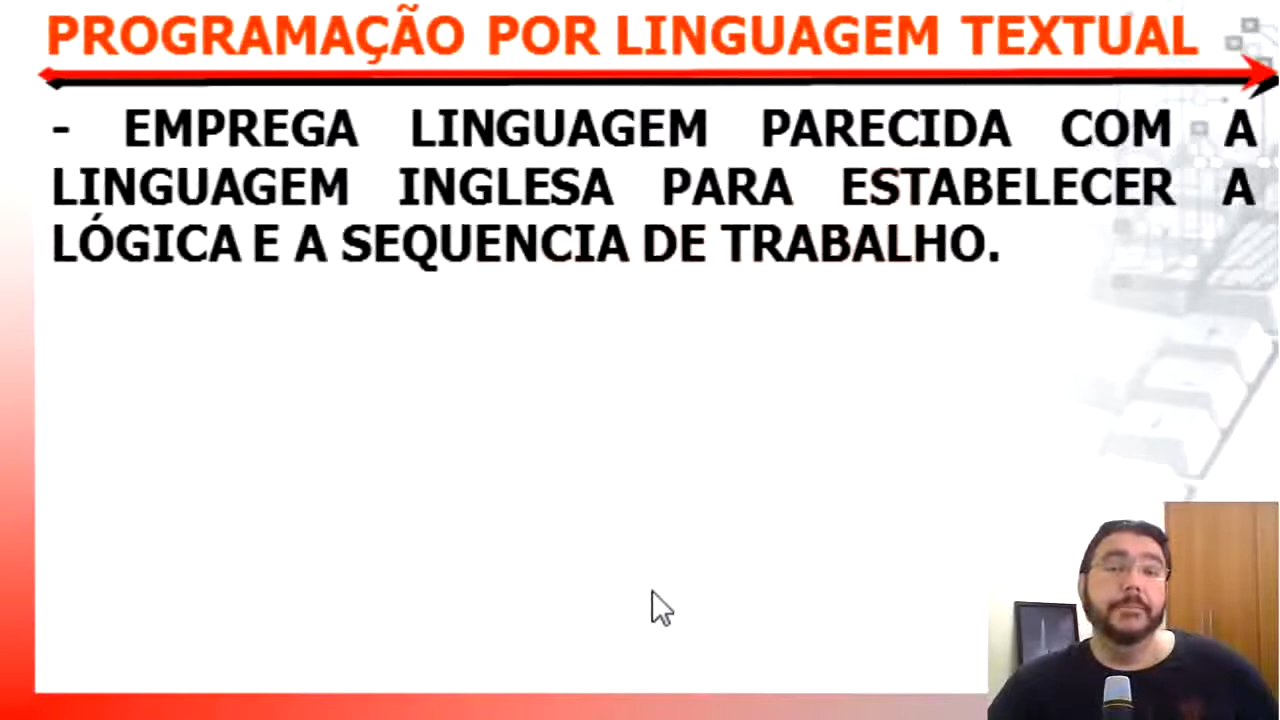 PROGRAMAÇÃO POR LINGUAGEM TEXTUAL
- EMPREGA LINGUAGEM PARECIDA COM A
LINGUAGEM INGLESA PARA ESTABELECER A
LÓGICA E A SEQUENCIA DE TRABALHO.